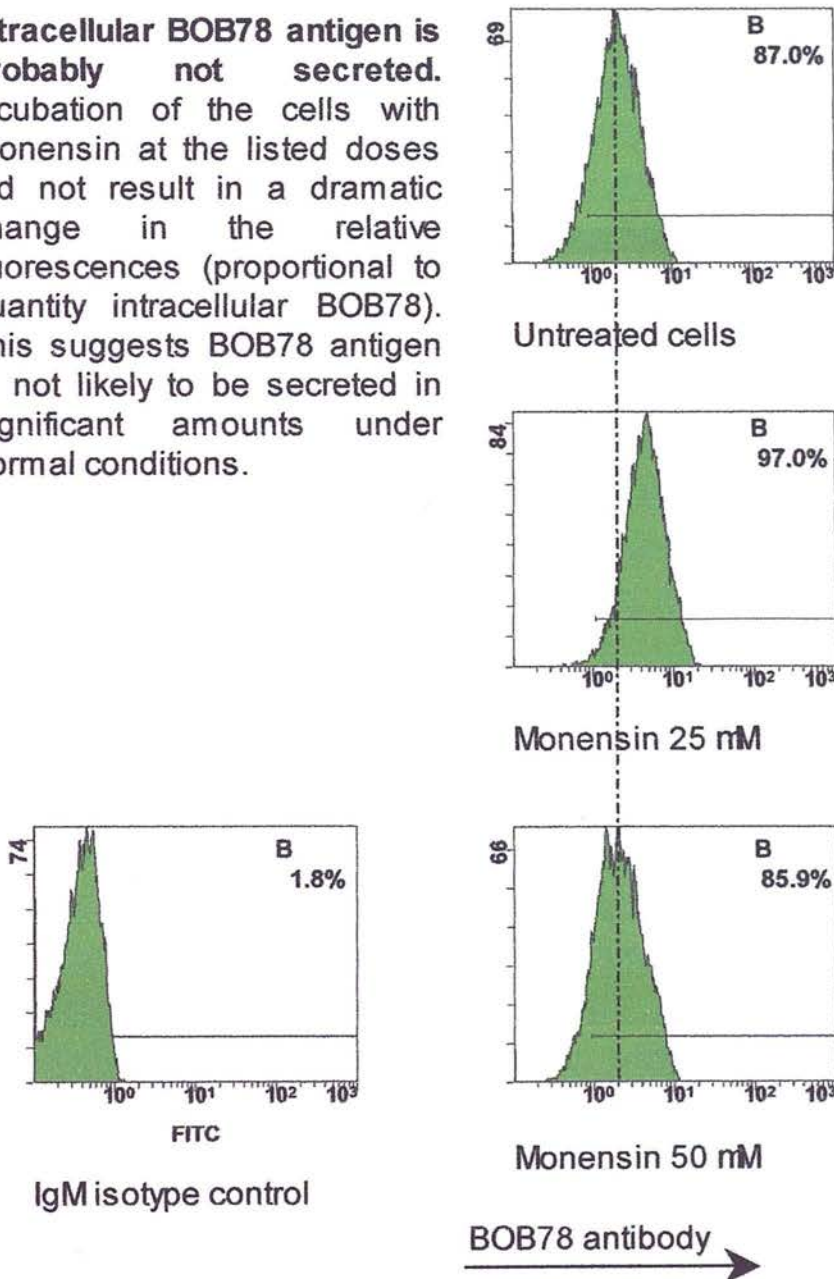 tracellular BOB78 antigen is
robably not secreted.
cubation of the cells with
onensin at the listed doses
d not result in a dramatic
ange in the relative
uorescences (proportional to
uantity intracellular BOB78).
his suggests BOB78 antigen
not likely to be secreted in
gnificant amounts under
ormal conditions.
69
B
87.0%
10⁰ 10¹ 10² 10³
Untreated cells
84
B
97.0%
10⁰ 10¹ 10² 10³
Monensin 25 mM
74
B
1.8%
10⁰ 10¹ 10² 10³
FITC
IgM isotype control
66
B
85.9%
10⁰ 10¹ 10² 10³
Monensin 50 mM
BOB78 antibody